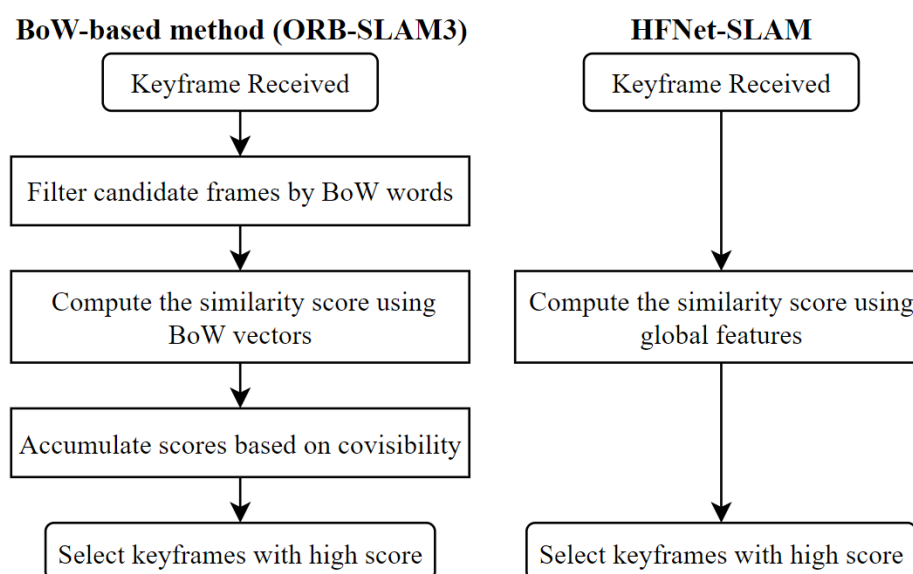 BoW-based method (ORB-SLAM3)
Keyframe Received
Filter candidate frames by BoW words
Compute the similarity score using
BoW vectors
Accumulate scores based on covisibility
Select keyframes with high score
HFNet-SLAM
Keyframe Received
Compute the similarity score using
global features
Select keyframes with high score